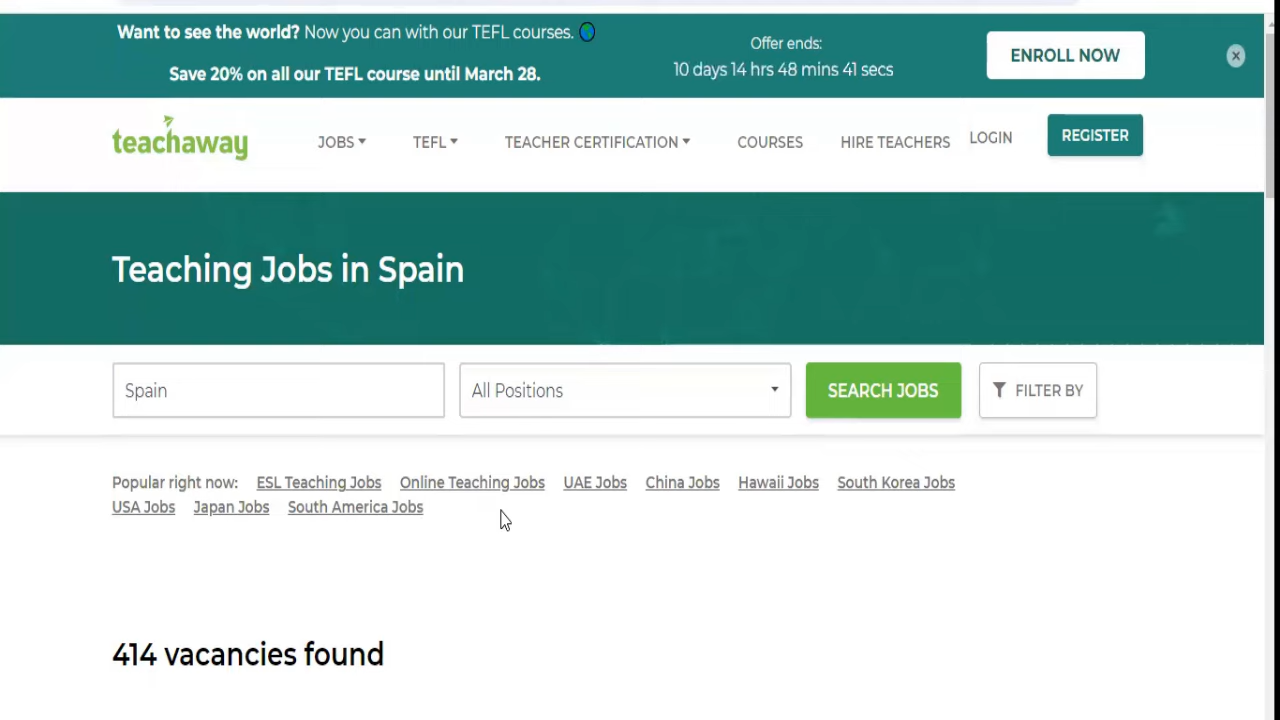 Want to see the world? Now you can with our TEFL courses.
Save 20% on all our TEFL course until March 28.
Offer ends:
10 days 14 hrs 48 mins 41 secs
ENROLL NOW
teachaway
JOBS
TEFL
TEACHER CERTIFICATION
COURSES
HIRE TEACHERS
LOGIN
REGISTER
Teaching Jobs in Spain
Spain
All Positions
SEARCH JOBS
FILTER BY
Popular right now: ESL Teaching Jobs Online Teaching Jobs UAE Jobs China Jobs Hawaii Jobs South Korea Jobs
USA Jobs Japan Jobs South America Jobs
414 vacancies found